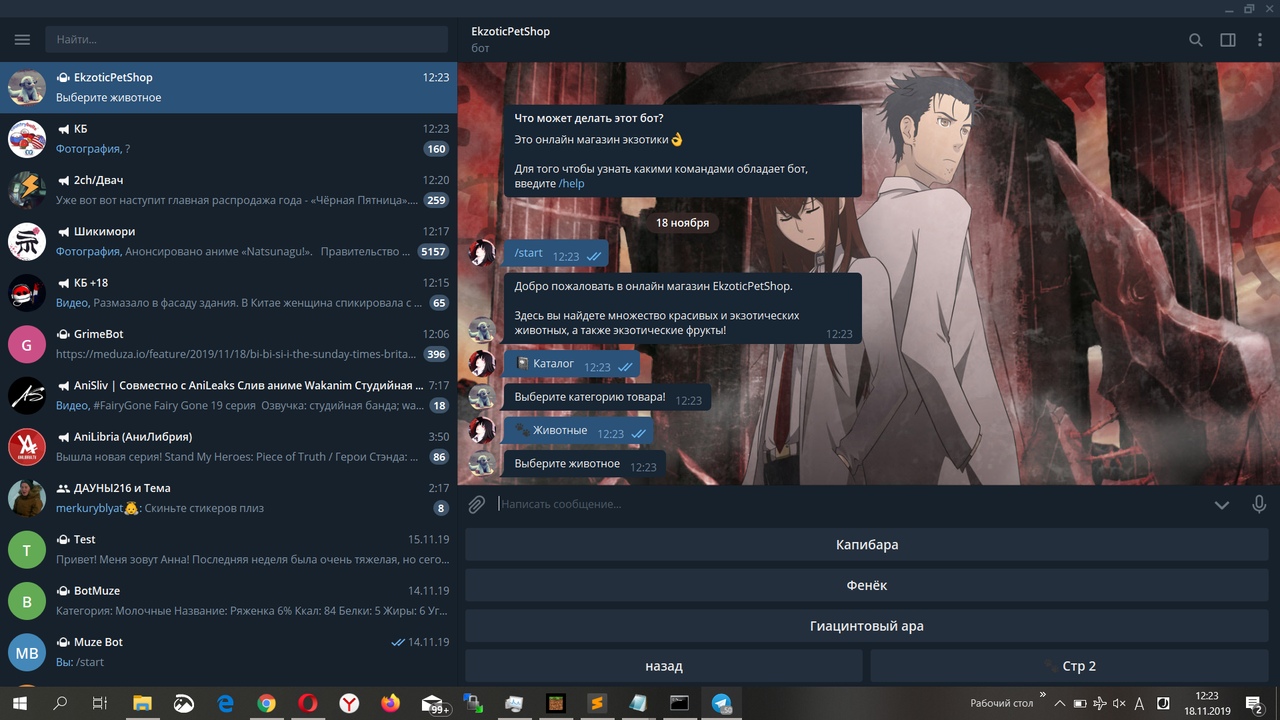 Найти...
EkzoticPetShop 12:23
Выберите животное
КБ 12:23
Фотография, ? 160
2ch/Двач 12:20
Уже вот вот наступит главная распродажа года - «Чёрная Пятница».... 259
Шикимори 12:17
Фотография, Анонсировано аниме «Natsunagu!». Правительство ... 5157
КБ +18 12:15
Видео, Размазало в фасаду здания. В Китае женщина спикировала с ... 65
G
GrimeBot 12:06
https://meduza.io/feature/2019/11/18/bi-bi-si-i-the-sunday-times-brita... 396
AniSliv | Совместно с AniLeaks Слив аниме Wakanim Студийная ... 7:17
Видео, #FairyGone Fairy Gone 19 серия Озвучка: студийная банда; wa... 18
AniLibria (АниЛибрия) 3:50
Вышла новая серия! Stand My Heroes: Piece of Truth / Герои Стэнда: ... 86
ДАУНЫ216 и Тема 2:17
merkuryblyat: Скиньте стикеров плиз 8
T
Test 15.11.19
Привет! Меня зовут Анна! Последняя неделя была очень тяжелая, но сего...
B
BotMuze 14.11.19
Категория: Молочные Название: Ряженка 6% Ккал: 84 Белки: 5 Жиры: 6 Уг...
MB
Muze Bot 14.11.19
Вы: /start
EkzoticPetShop
бот
Что может делать этот бот?
Это онлайн магазин экзотики👌
Для того чтобы узнать какими командами обладает бот,
введите /help
18 ноября
/start 12:23
Добро пожаловать в онлайн магазин EkzoticPetShop.
Здесь вы найдете множество красивых и экзотических
животных, а также экзотические фрукты! 12:23
Каталог 12:23
Выберите категорию товара! 12:23
Животные 12:23
Выберите животное 12:23
Написать сообщение...
Капибара
Фенёк
Гиацинтовый ара
назад
Стр 2
99+
Рабочий стол
»
12:23
18.11.2019
2